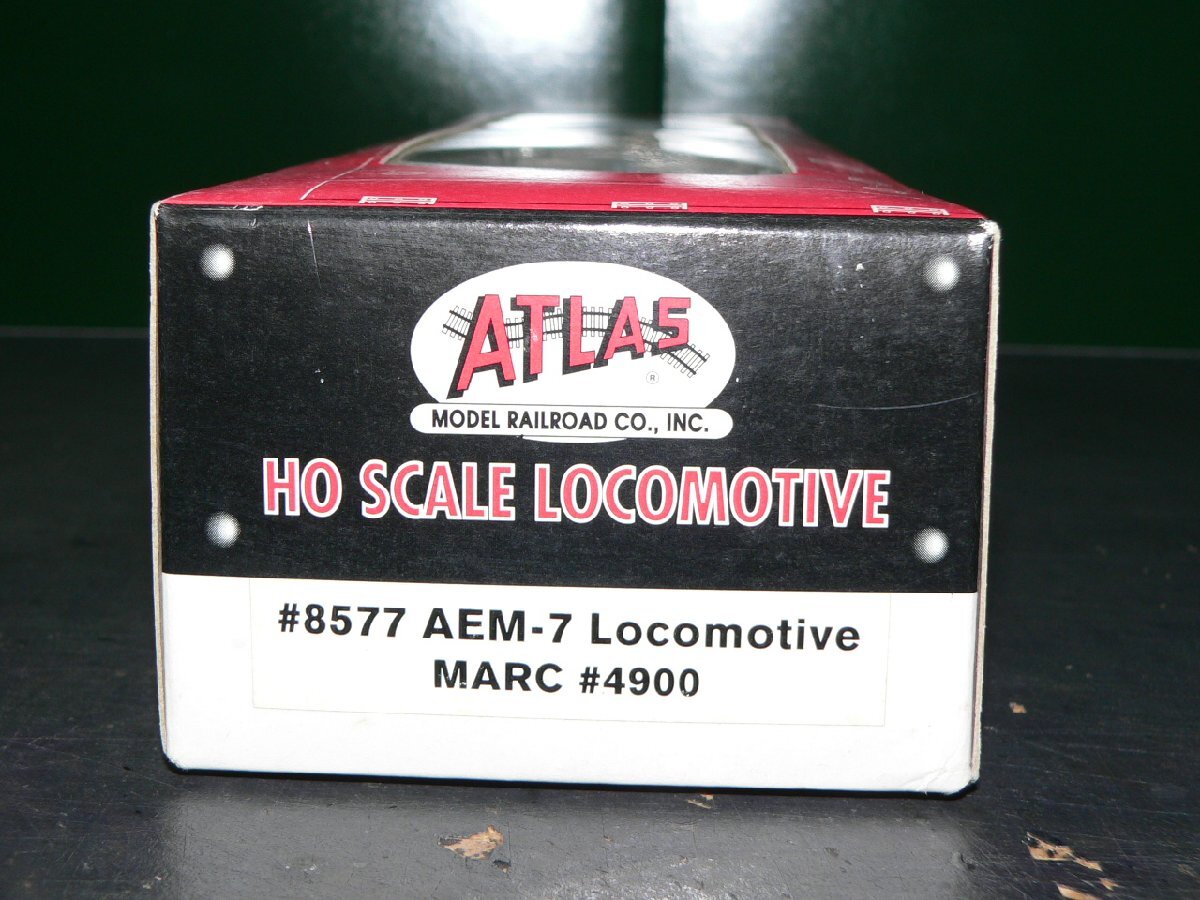 ATLAS
®
MODEL RAILROAD CO., INC.
HO SCALE LOCOMOTIVE
#8577 AEM-7 Locomotive
MARC #4900